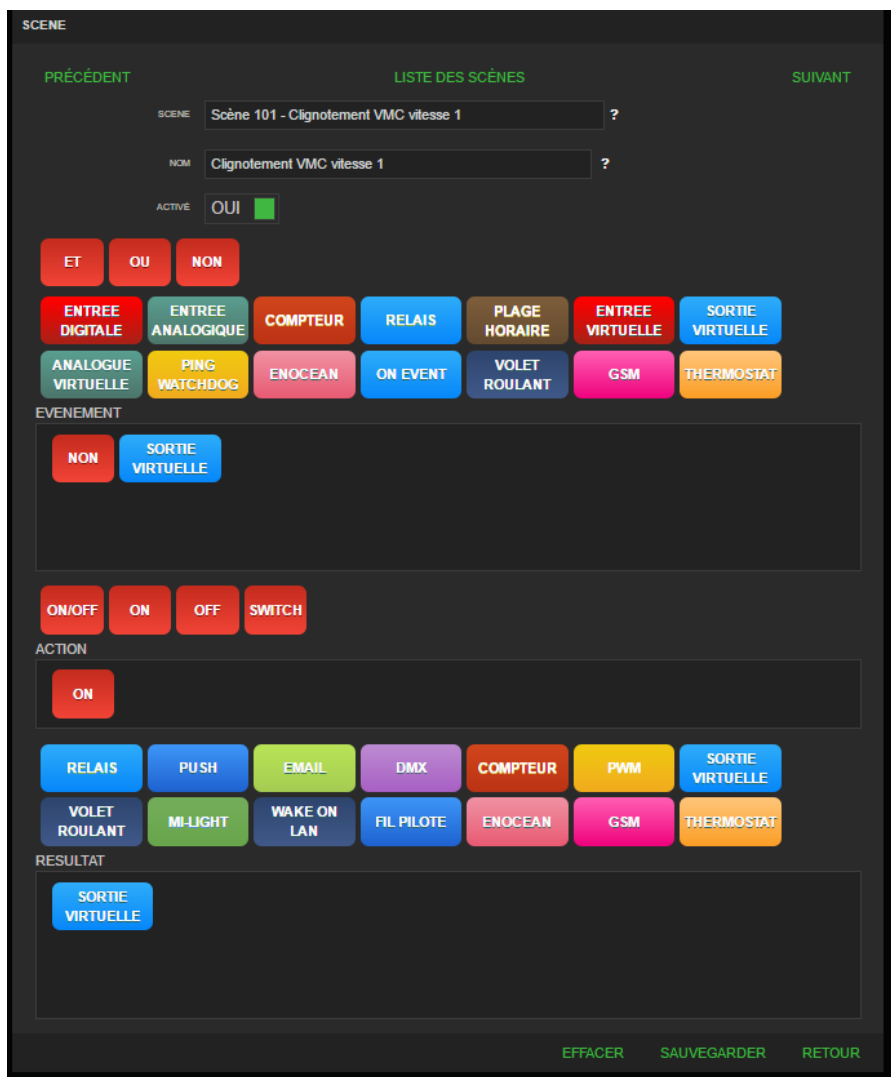 SCENE
PRÉCÉDENT LISTE DES SCÈNES SUIVANT
SCENE Scène 101 - Clignotement VMC vitesse 1 ?
NOM Clignotement VMC vitesse 1 ?
ACTIVÉ OUI
ET OU NON
ENTREE DIGITALE ENTREE ANALOGIQUE COMPTEUR RELAIS PLAGE HORAIRE ENTREE VIRTUELLE SORTIE VIRTUELLE
ANALOGUE VIRTUELLE PING WATCHDOG ENOCEAN ON EVENT VOLET ROULANT GSM THERMOSTAT
EVENEMENT
NON SORTIE VIRTUELLE
ON/OFF ON OFF SWITCH
ACTION
ON
RELAIS PUSH EMAIL DMX COMPTEUR PWM SORTIE VIRTUELLE
VOLET ROULANT MI-LIGHT WAKE ON LAN FIL PILOTE ENOCEAN GSM THERMOSTAT
RESULTAT
SORTIE VIRTUELLE
EFFACER SAUVEGARDER RETOUR